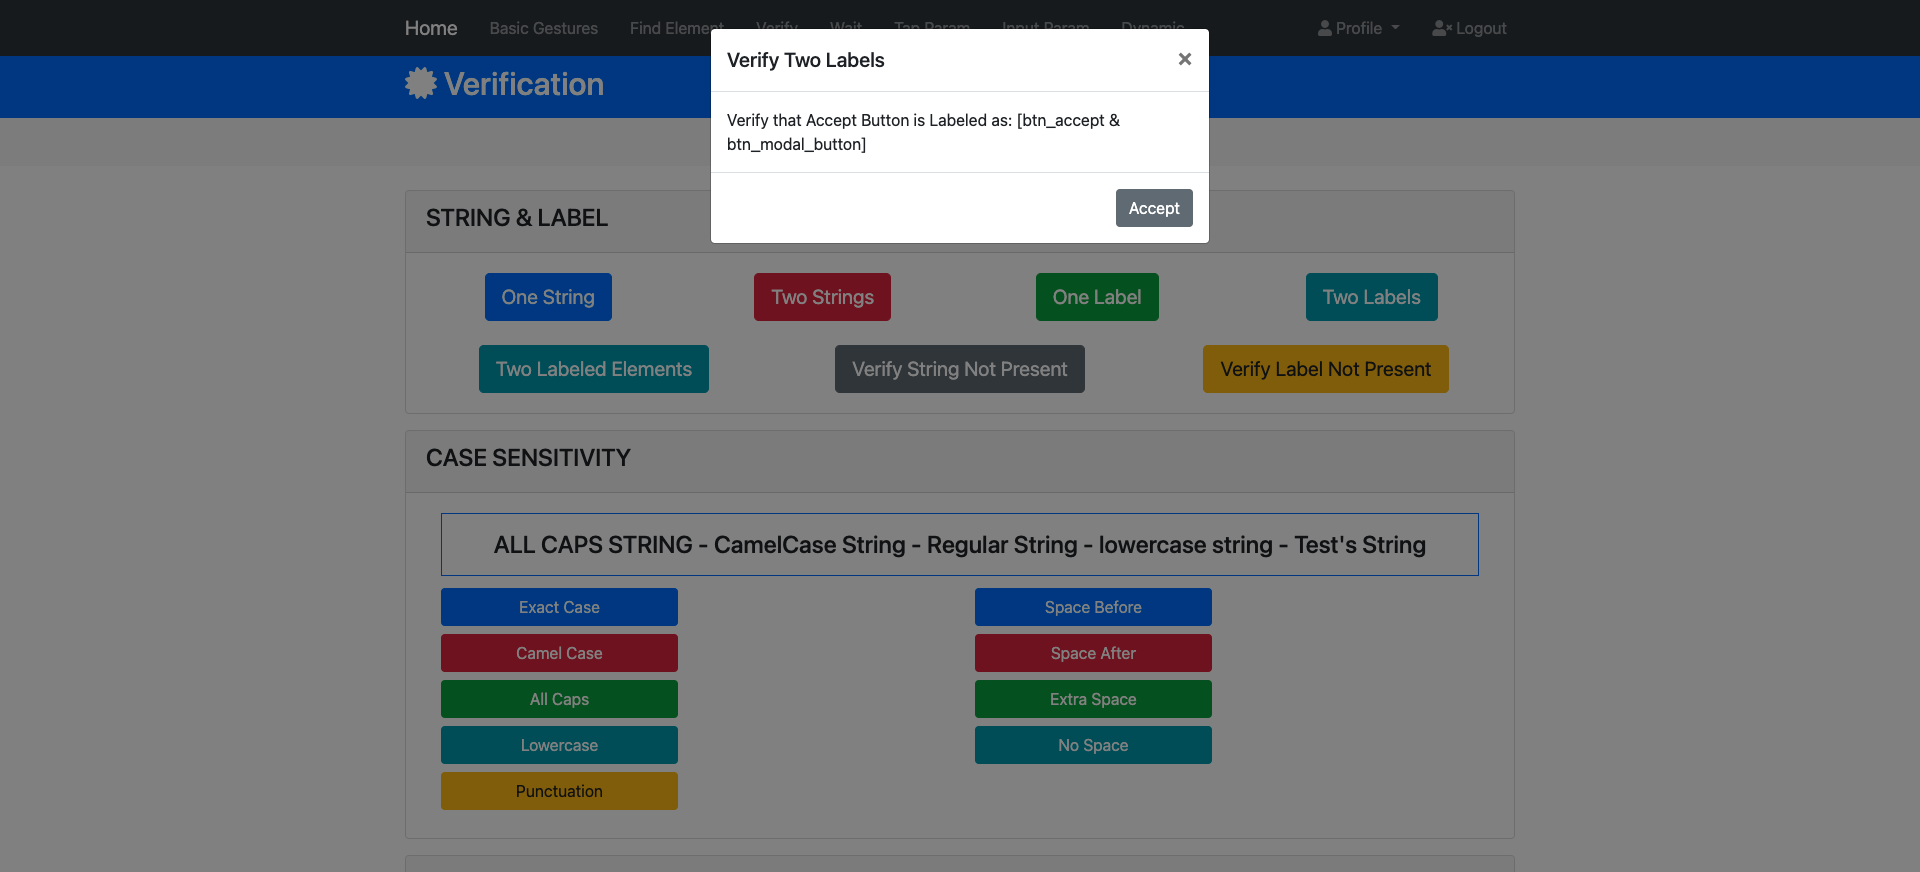 Home Basic Gestures Find Element Verify Wait Tap Param Input Param Dynamic Profile Logout
Verify Two Labels ×
Verification
Verify that Accept Button is Labeled as: [btn_accept &
btn_modal_button]
Accept
STRING & LABEL
One String Two Strings One Label Two Labels
Two Labeled Elements Verify String Not Present Verify Label Not Present
CASE SENSITIVITY
ALL CAPS STRING - CamelCase String - Regular String - lowercase string - Test's String
Exact Case Space Before
Camel Case Space After
All Caps Extra Space
Lowercase No Space
Punctuation